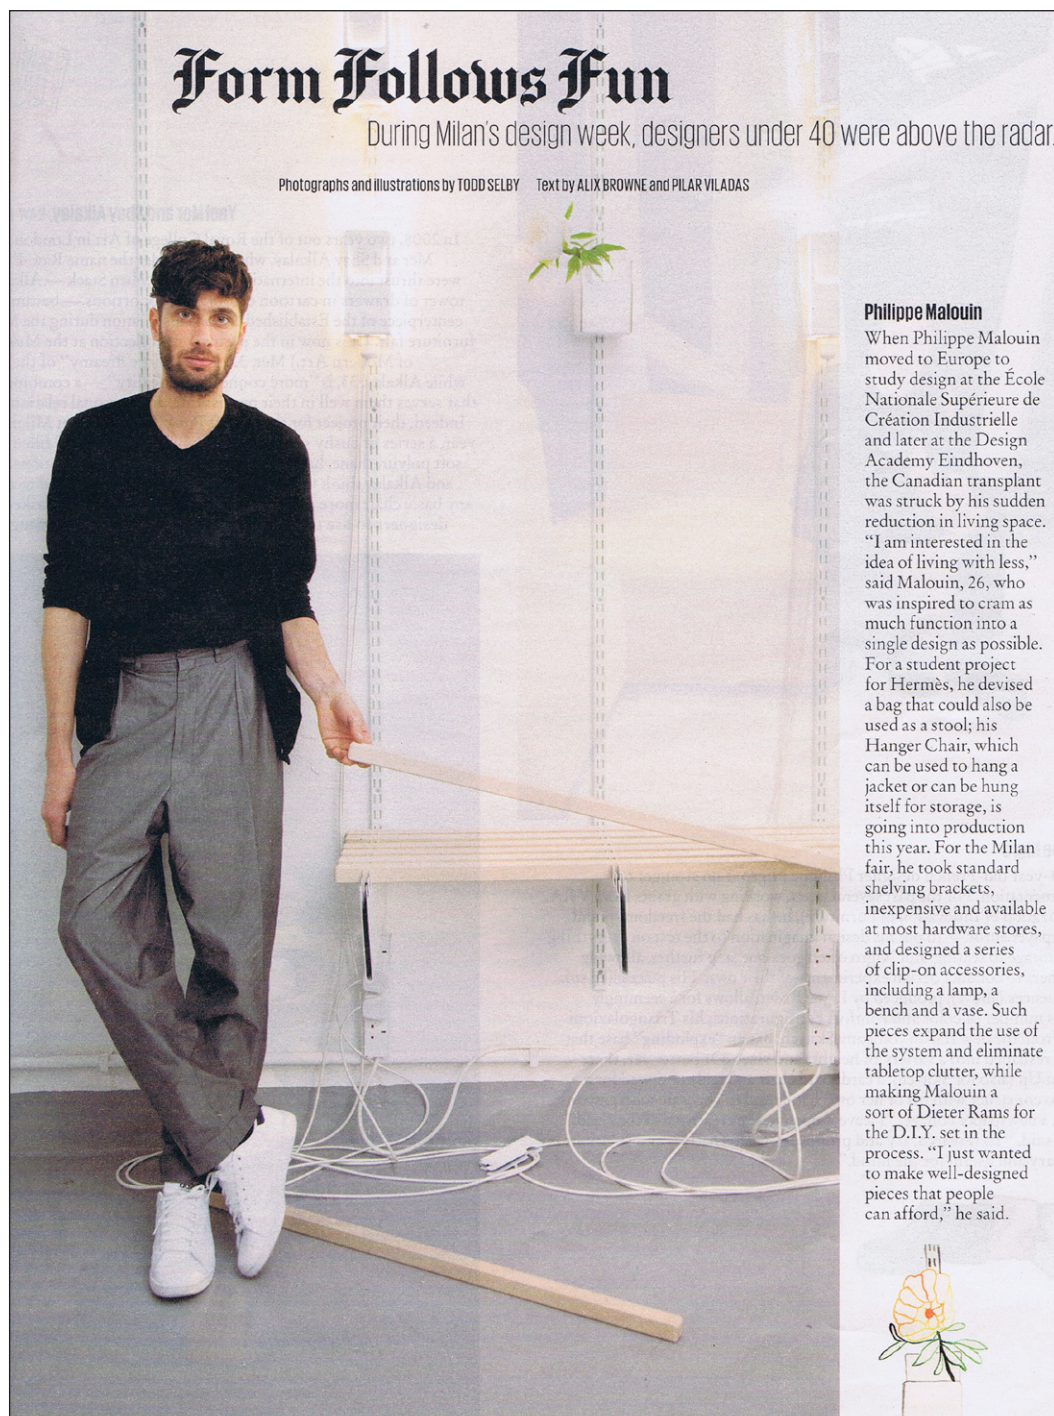 Form Follows Fun
During Milan's design week, designers under 40 were above the radar.
Photographs and illustrations by TODD SELBY Text by ALIX BROWNE and PILAR VILADAS
Philippe Malouin
When Philippe Malouin
moved to Europe to
study design at the École
Nationale Supérieure de
Création Industrielle
and later at the Design
Academy Eindhoven,
the Canadian transplant
was struck by his sudden
reduction in living space.
“I am interested in the
idea of living with less,”
said Malouin, 26, who
was inspired to cram as
much function into a
single design as possible.
For a student project
for Hermès, he devised
a bag that could also be
used as a stool; his
Hanger Chair, which
can be used to hang a
jacket or can be hung
itself for storage, is
going into production
this year. For the Milan
fair, he took standard
shelving brackets,
inexpensive and available
at most hardware stores,
and designed a series
of clip-on accessories,
including a lamp, a
bench and a vase. Such
pieces expand the use of
the system and eliminate
tabletop clutter, while
making Malouin a
sort of Dieter Rams for
the D.I.Y. set in the
process. “I just wanted
to make well-designed
pieces that people
can afford,” he said.